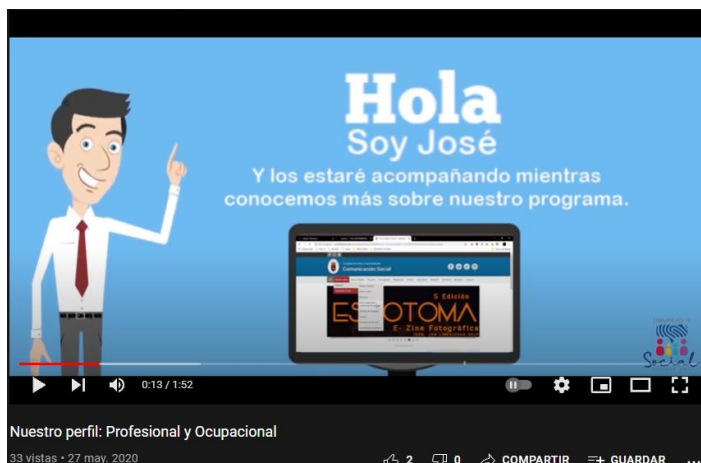 Hola
Soy José
Y los estaré acompañando mientras
conocemos más sobre nuestro programa.
Comunicación Social
5 Edición
E- Zine Fotográfica
Social
0:13 / 1:52
Nuestro perfil: Profesional y Ocupacional
33 vistas • 27 may. 2020
2
0
COMPARTIR
GUARDAR